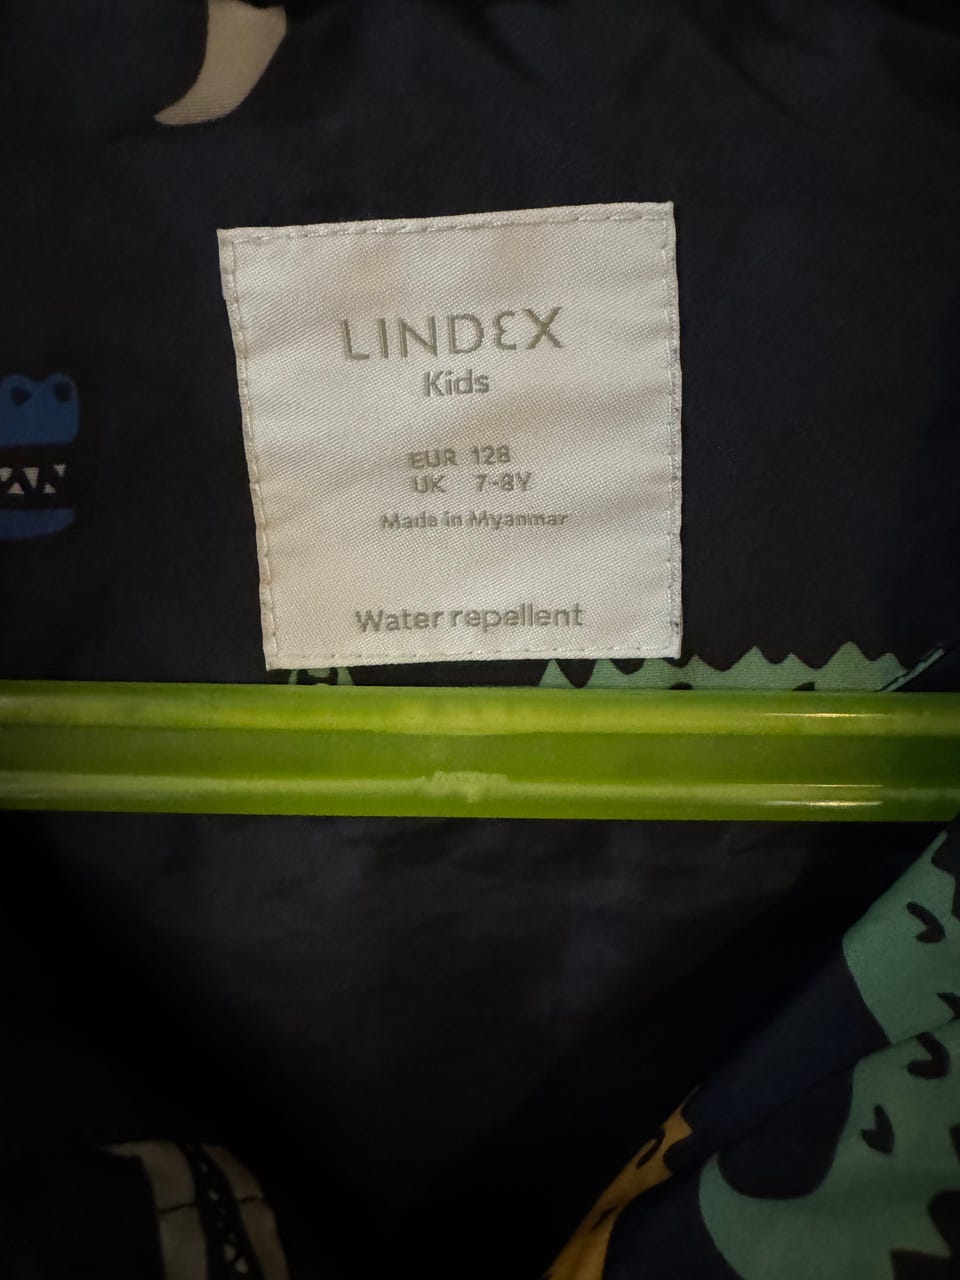 LINDEX
Kids
EUR 128
UK 7-8Y
Made in Myanmar
Water repellent